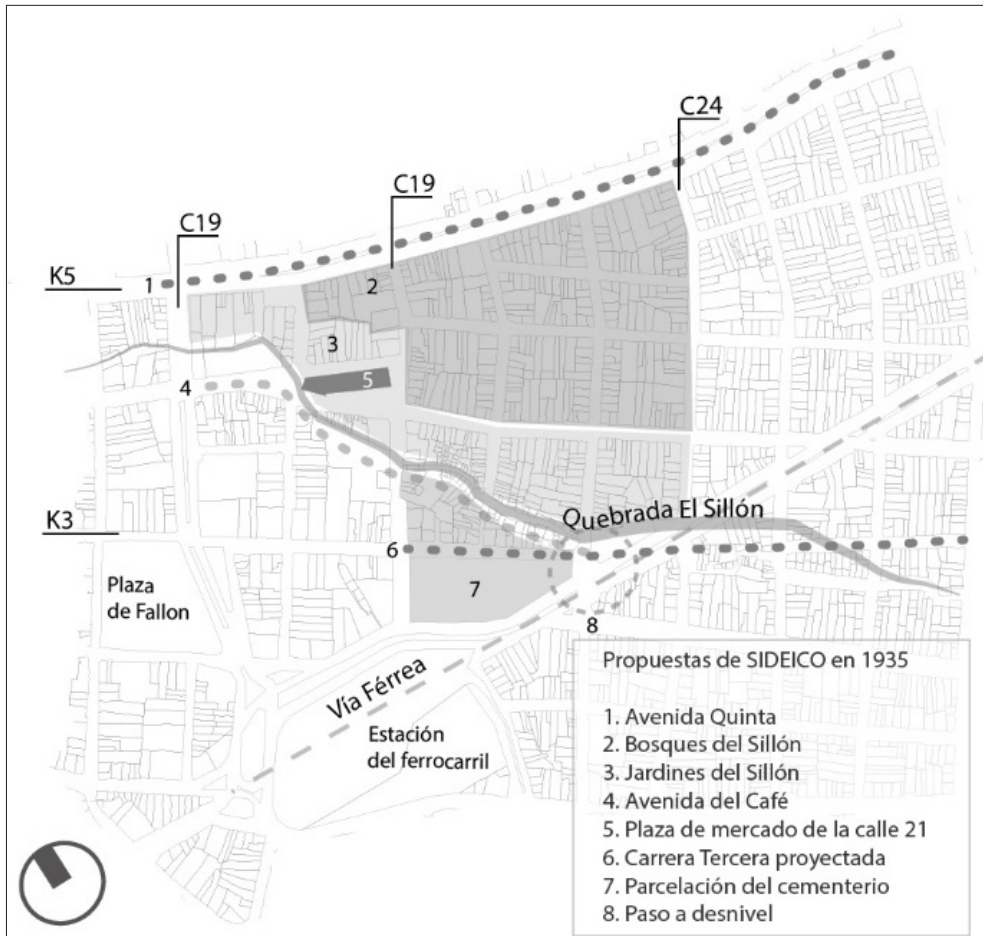 C24
C19
C19
K5
1
2
3
5
4
Quebrada El Sillón
K3
6
7
Plaza
de Fallon
8
Vía Férrea
Estación
del ferrocarril
Propuestas de SIDEICO en 1935
1. Avenida Quinta
2. Bosques del Sillón
3. Jardines del Sillón
4. Avenida del Café
5. Plaza de mercado de la calle 21
6. Carrera Tercera proyectada
7. Parcelación del cementerio
8. Paso a desnivel